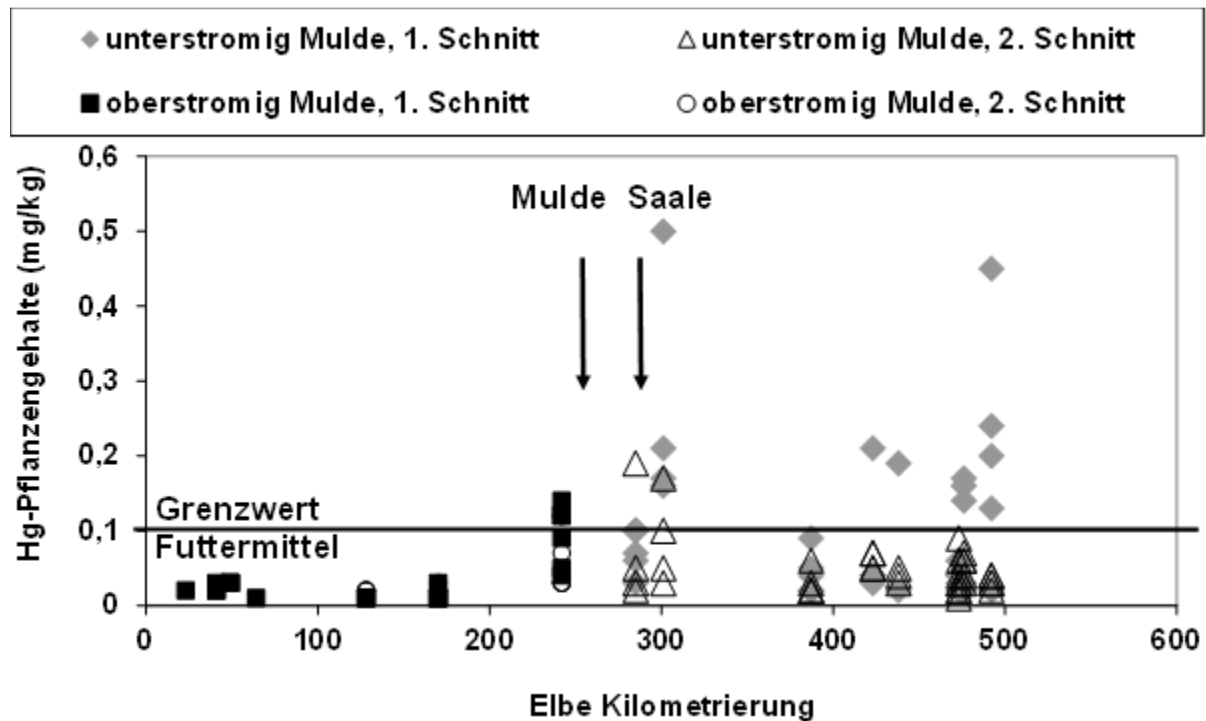 unterstromig Mulde, 1. Schnitt
unterstromig Mulde, 2. Schnitt
oberstromig Mulde, 1. Schnitt
oberstromig Mulde, 2. Schnitt
Hg-Pflanzengehalte (mg/kg)
0,6
0,5
0,4
0,3
0,2
0,1
0
Mulde Saale
Grenzwert
Futtermittel
0 100 200 300 400 500 600
Elbe Kilometrierung